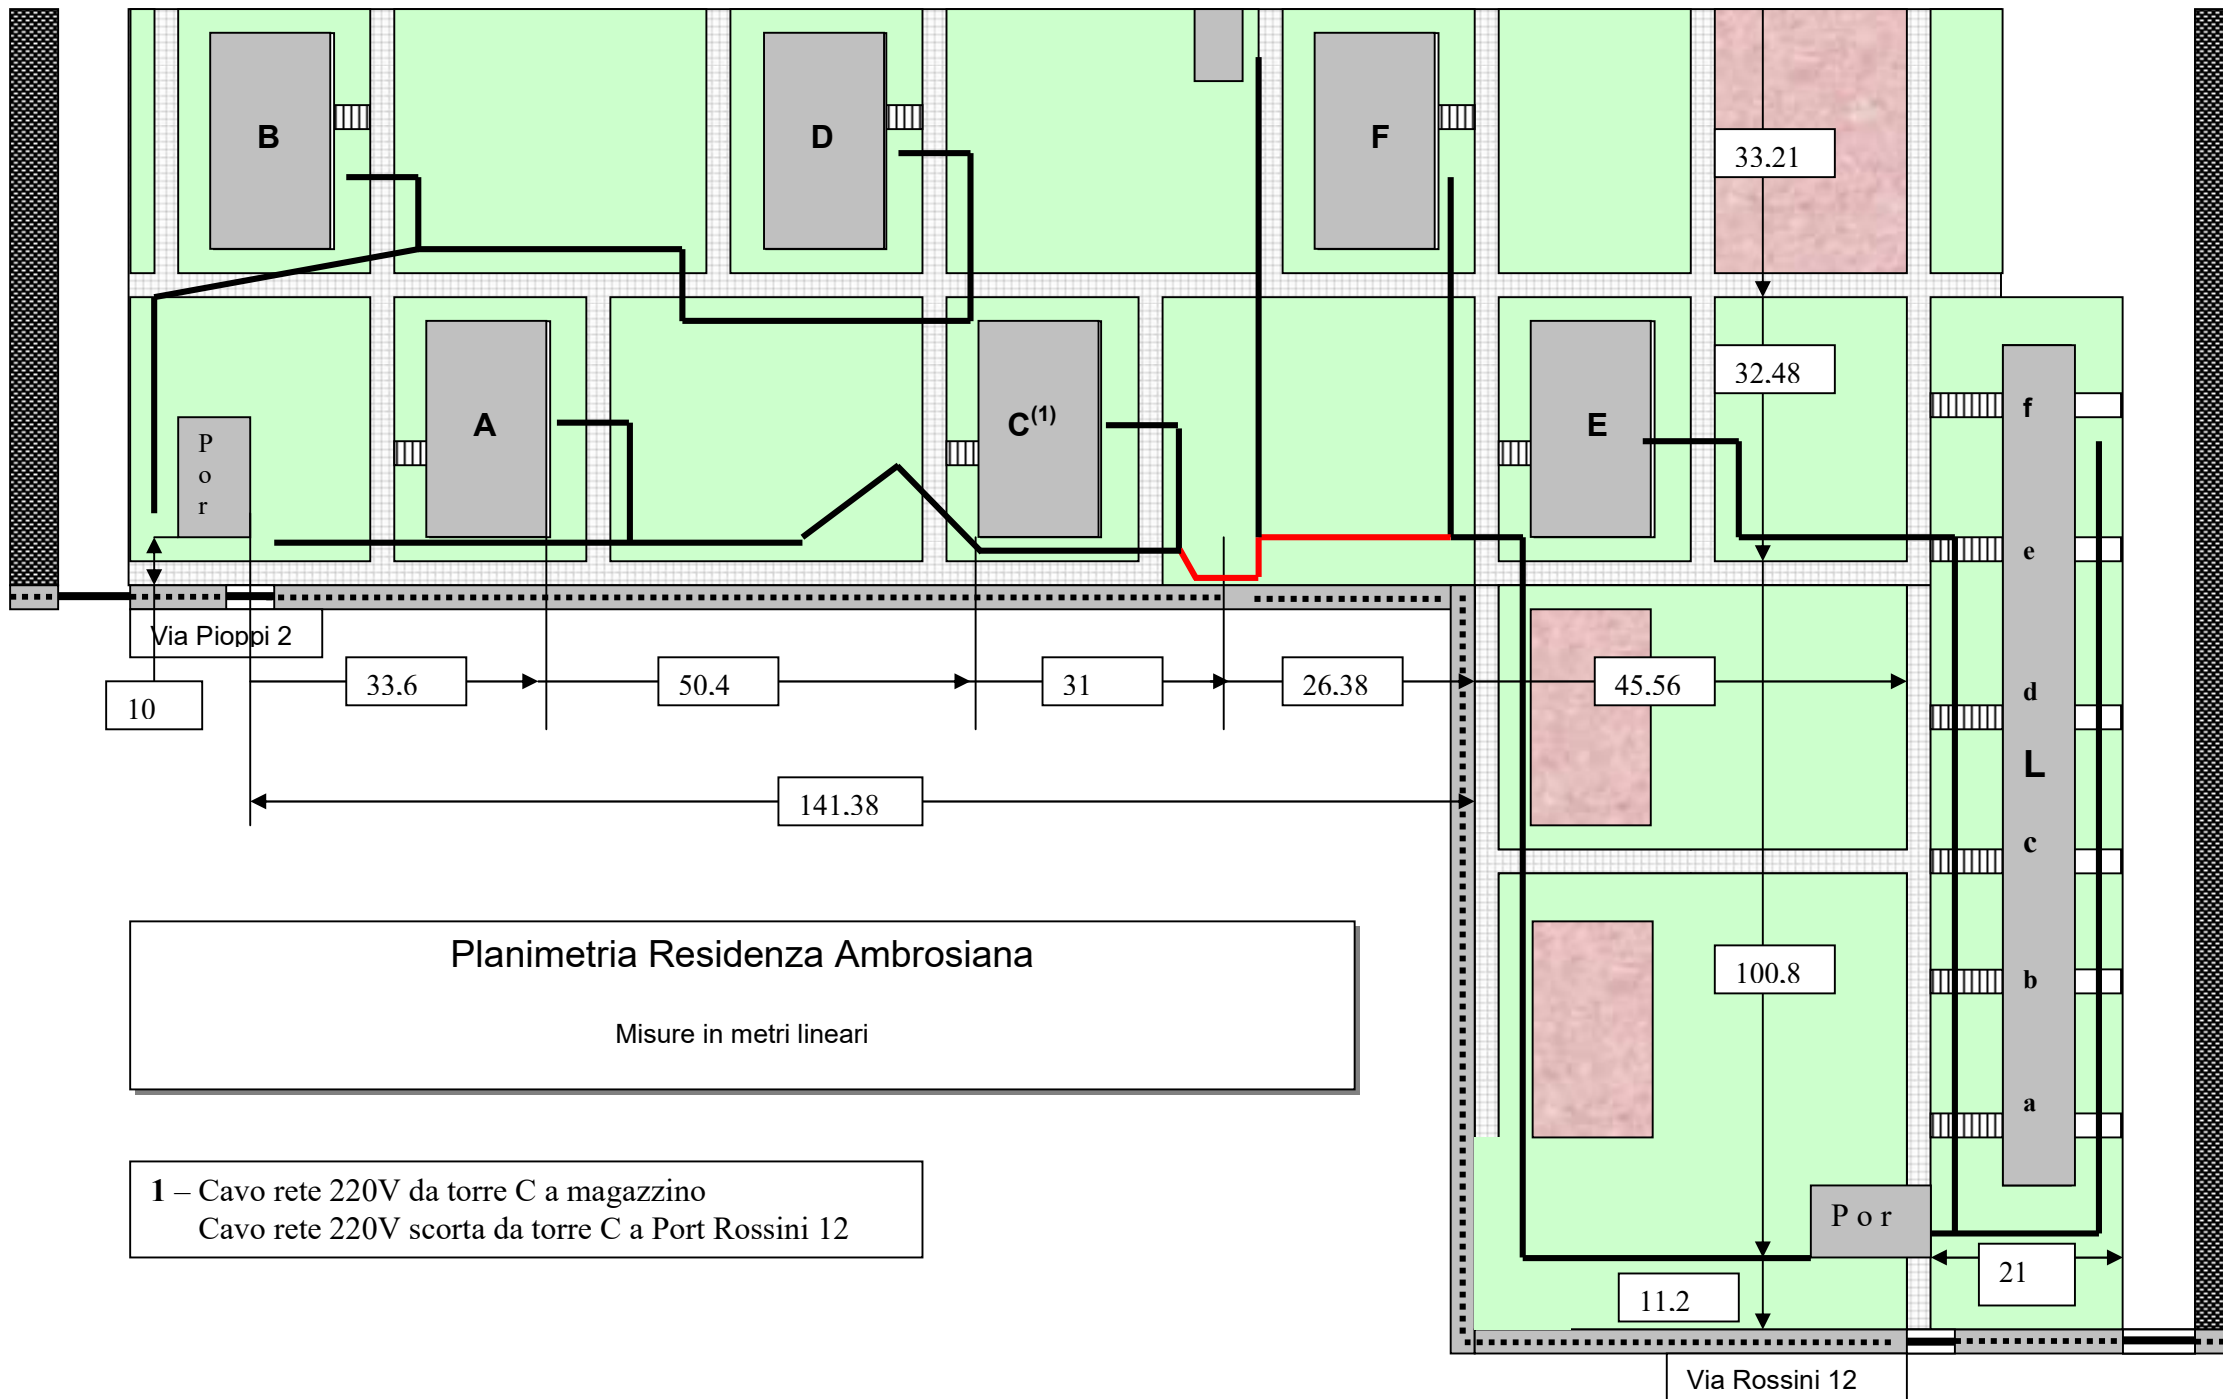 B
D
F
33,21
32,48
P
o
r
A
C(1)
E
f
e
d
L
c
b
a
Via Pioppi 2
10
33,6
50,4
31
26,38
45,56
141,38
Planimetria Residenza Ambrosiana
Misure in metri lineari
100,8
1 – Cavo rete 220V da torre C a magazzino
Cavo rete 220V scorta da torre C a Port Rossini 12
P o r
21
11,2
Via Rossini 12